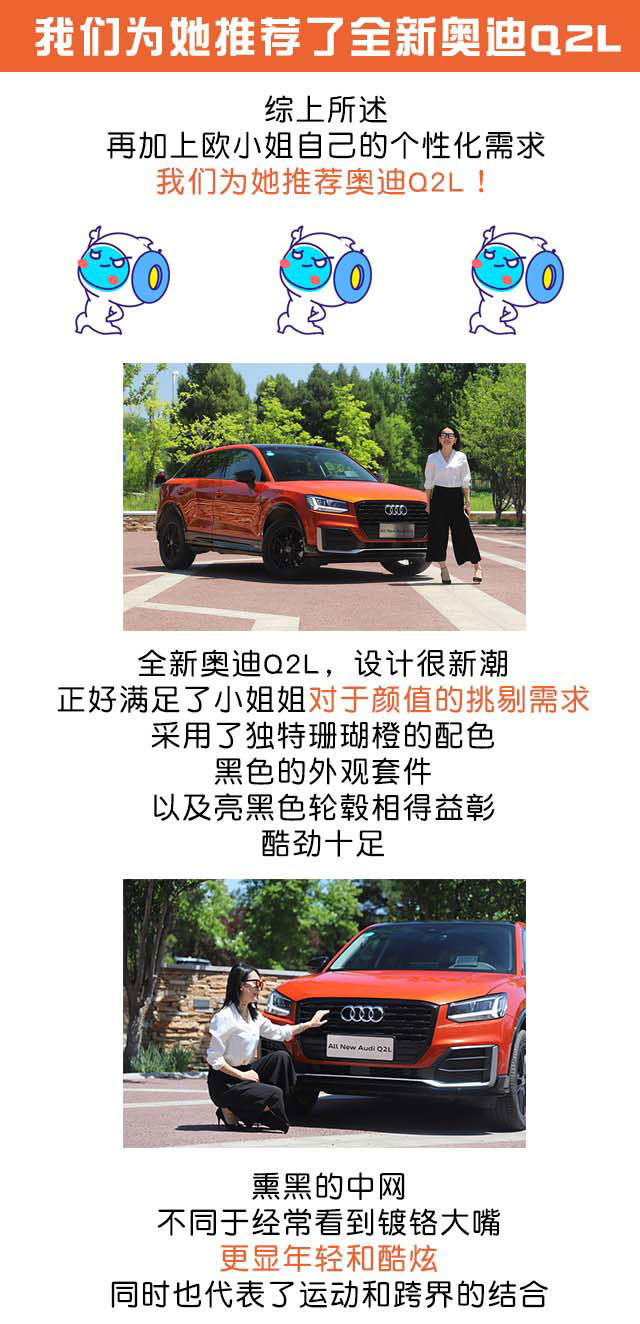 我们为她推荐了全新奥迪Q2L
综上所述
再加上欧小姐自己的个性化需求
我们为她推荐奥迪Q2L！
All New Audi Q2L
全新奥迪Q2L，设计很新潮
正好满足了小姐姐对于颜值的挑剔需求
采用了独特珊瑚橙的配色
黑色的外观套件
以及亮黑色轮毂相得益彰
酷劲十足
All New Audi Q2L
熏黑的中网
不同于经常看到镀铬大嘴
更显年轻和酷炫
同时也代表了运动和跨界的结合